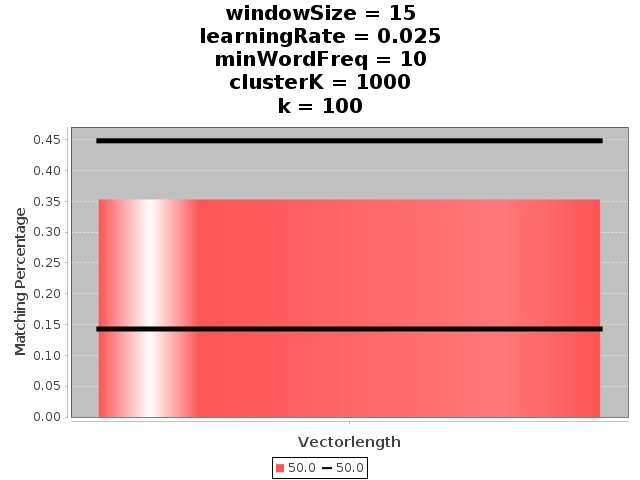 windowSize = 15
learningRate = 0.025
minWordFreq = 10
clusterK = 1000
k = 100
0.45
0.40
0.35
0.30
0.25
0.20
0.15
0.10
0.05
0.00
Matching Percentage
Vectorlength
50.0 50.0